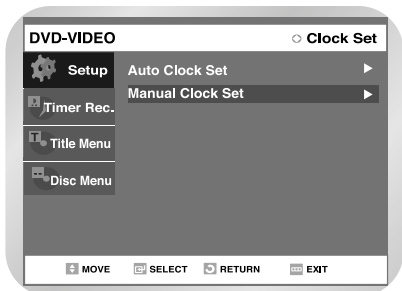 DVD-VIDEO Clock Set
Setup
Auto Clock Set
Manual Clock Set
Timer Rec.
Title Menu
Disc Menu
MOVE SELECT RETURN EXIT